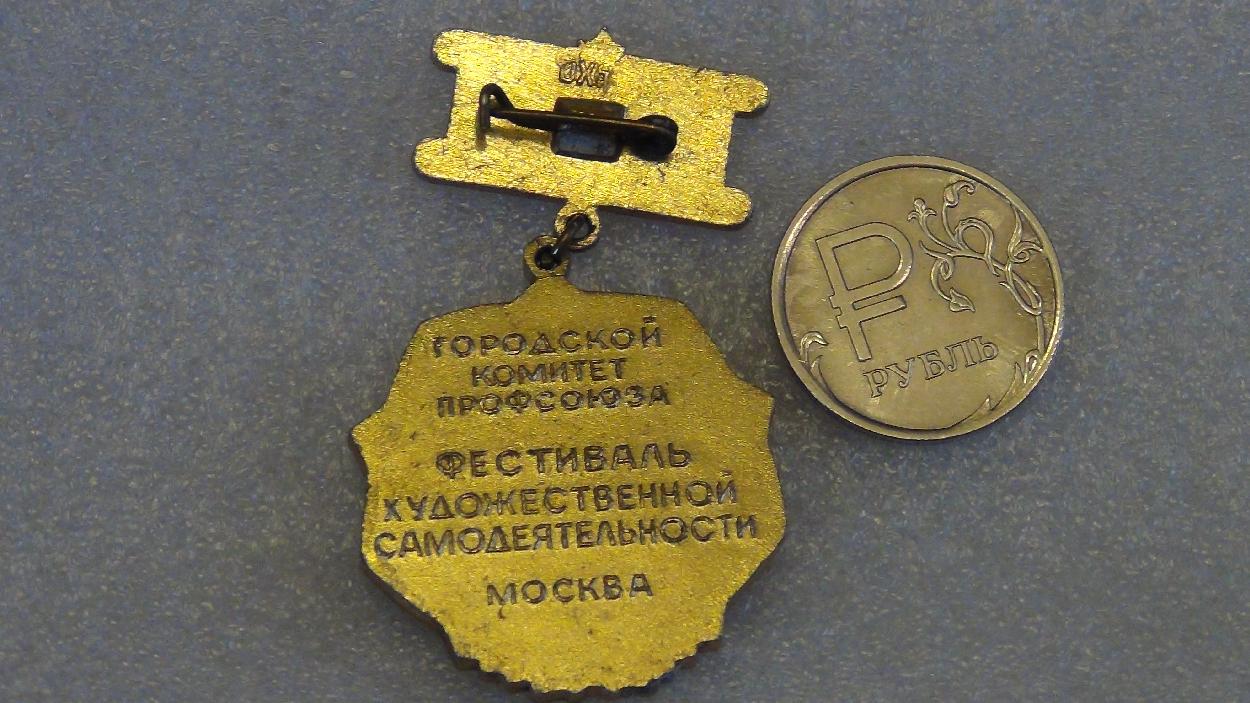 ГОРОДСКОЙ
КОМИТЕТ
ПРОФСОЮЗА
ФЕСТИВАЛЬ
ХУДОЖЕСТВЕННОЙ
САМОДЕЯТЕЛЬНОСТИ
МОСКВА
РУБЛЬ